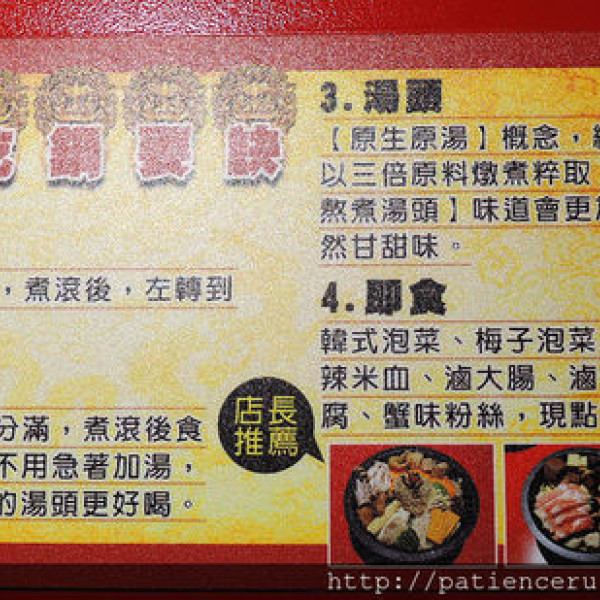 鍋要訣
，煮滾後，左轉到
分滿，煮滾後食
不用急著加湯，
的湯頭更好喝。
3.湯頭
【原生原湯】概念，
以三倍原料燉煮粹取
熬煮湯頭】味道會更
然甘甜味。
4.即食
韓式泡菜、梅子泡菜
辣米血、滷大腸、滷
腐、蟹味粉絲，現點
店長
推薦
http://patienceru